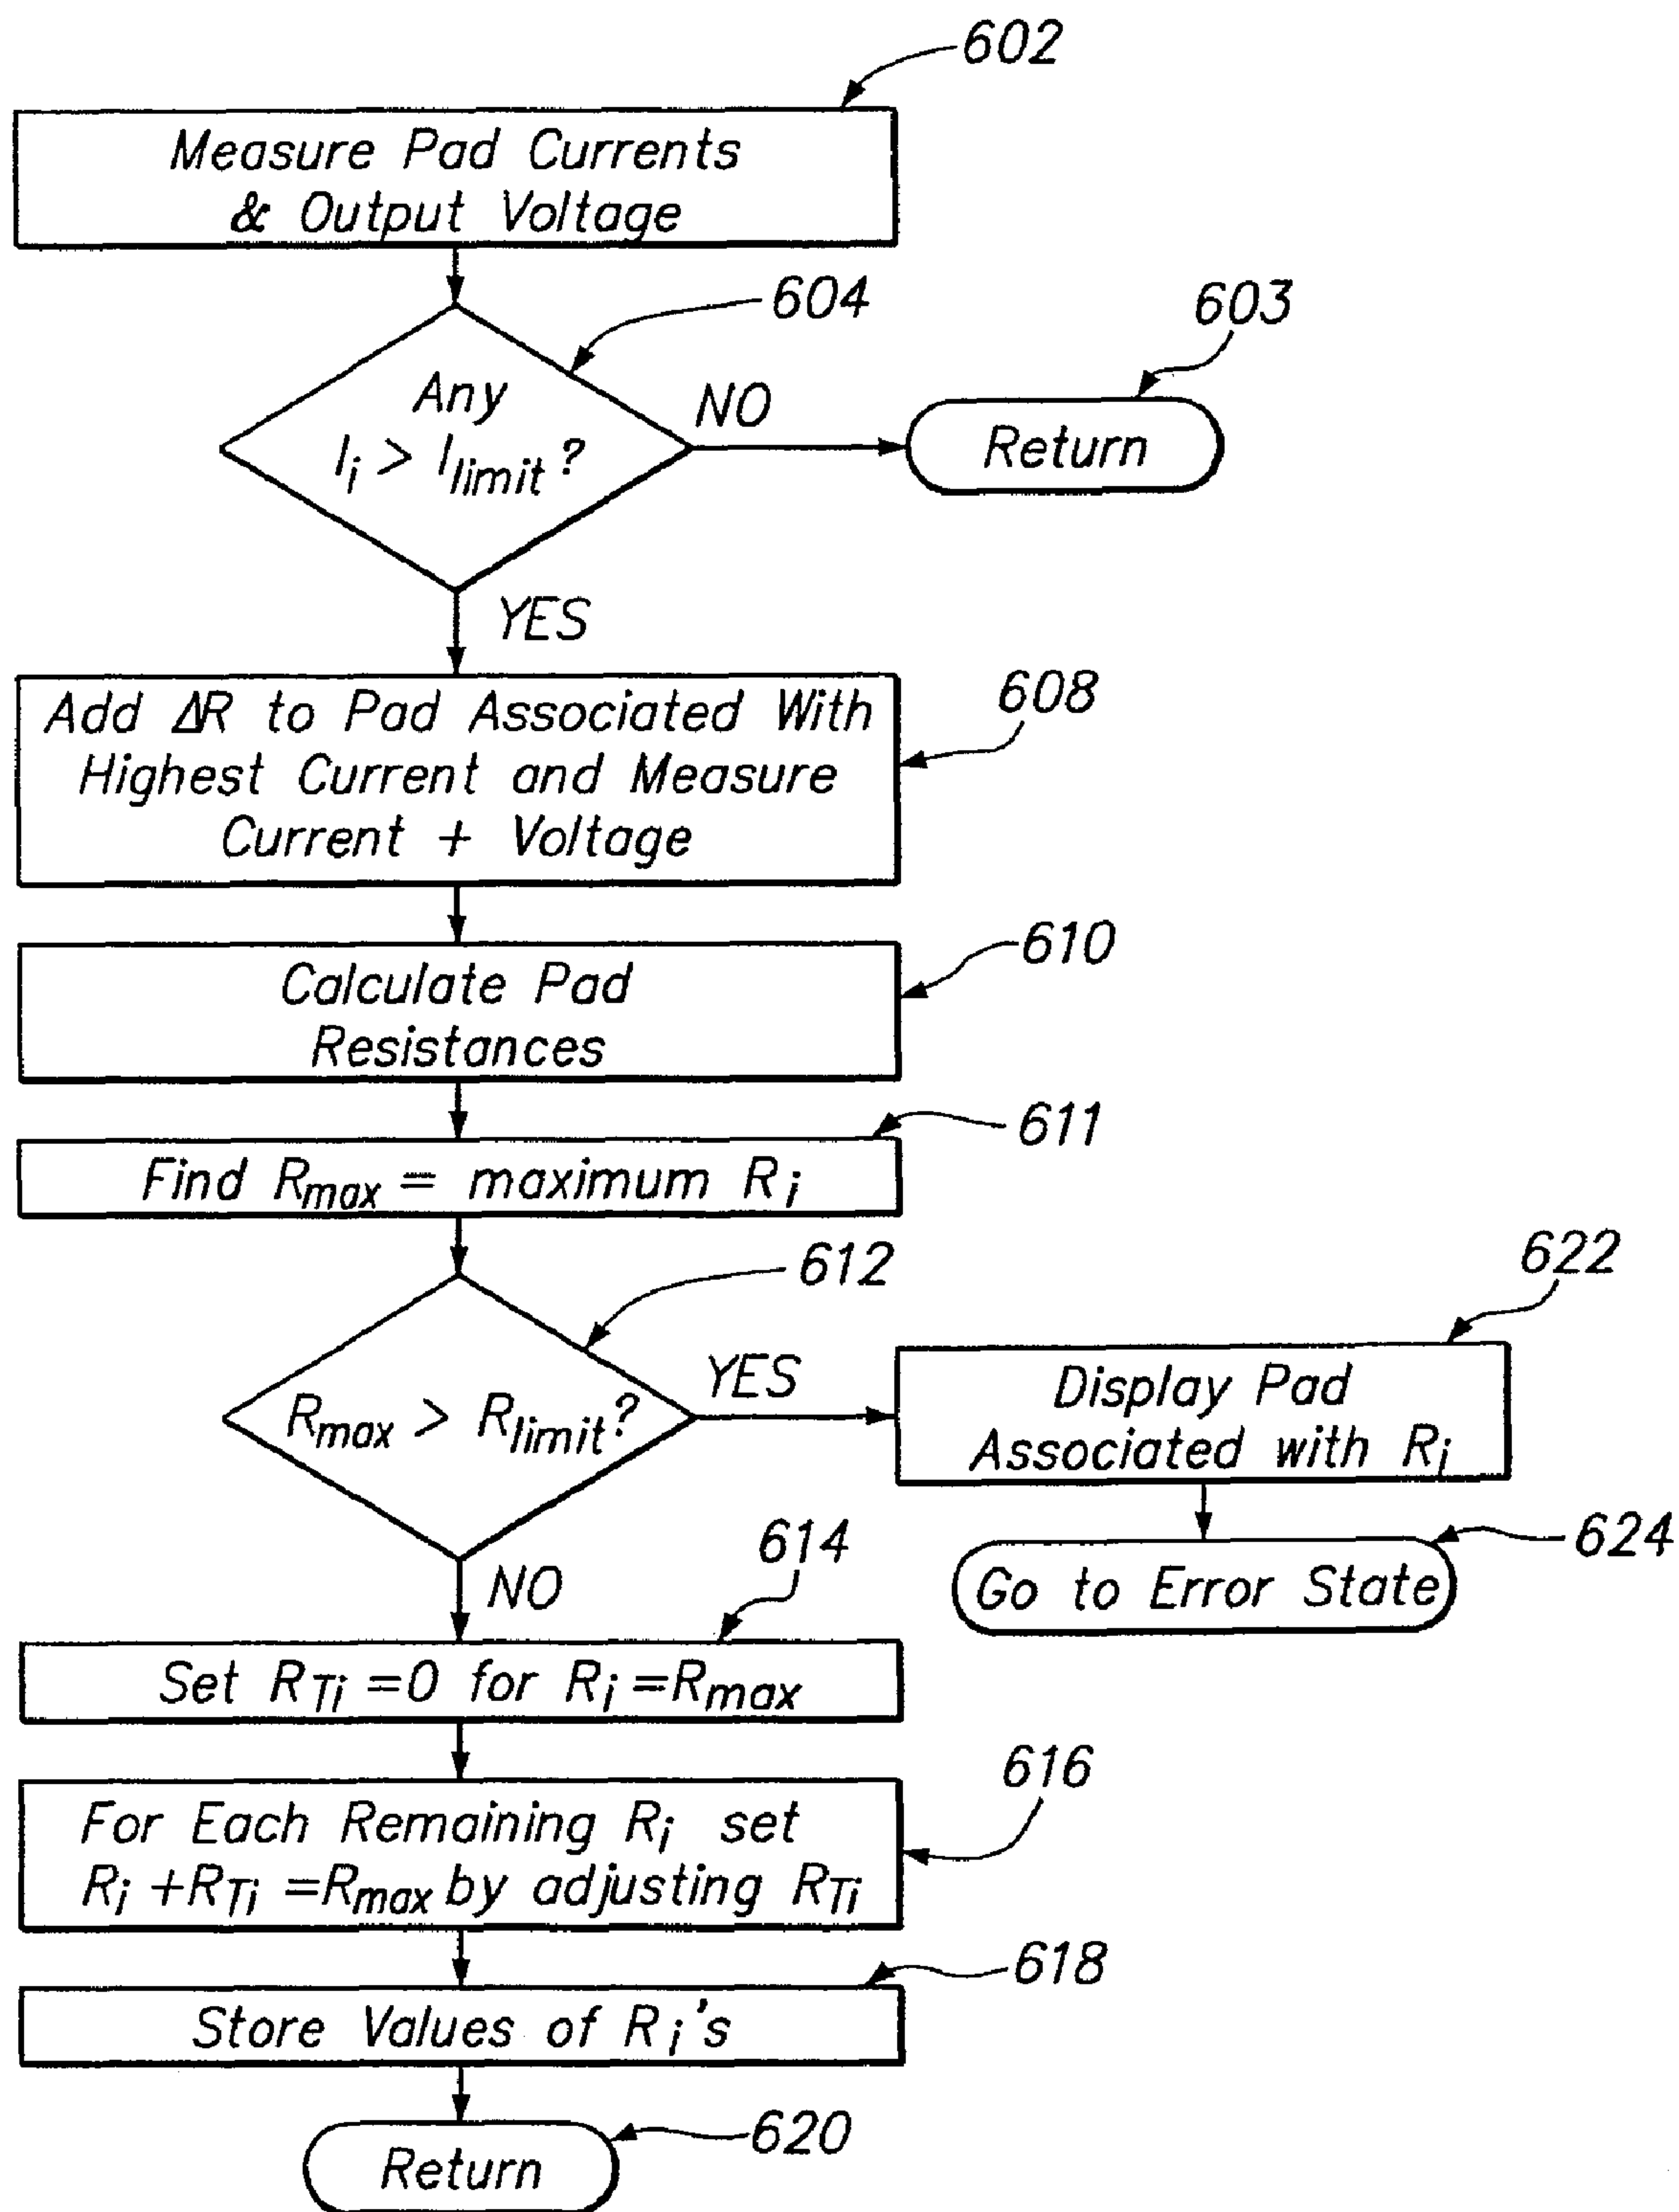 602
Measure Pad Currents
& Output Voltage
604
603
Any
I_i > I_limit ?
NO
Return
YES
608
Add ΔR to Pad Associated With
Highest Current and Measure
Current + Voltage
610
Calculate Pad
Resistances
611
Find R_max = maximum R_i
612
622
R_max > R_limit?
YES
Display Pad
Associated with R_i
624
Go to Error State
NO
614
Set R_Ti =0 for R_i =R_max
616
For Each Remaining R_i set
R_i +R_Ti =R_max by adjusting R_Ti
618
Store Values of R_i's
620
Return